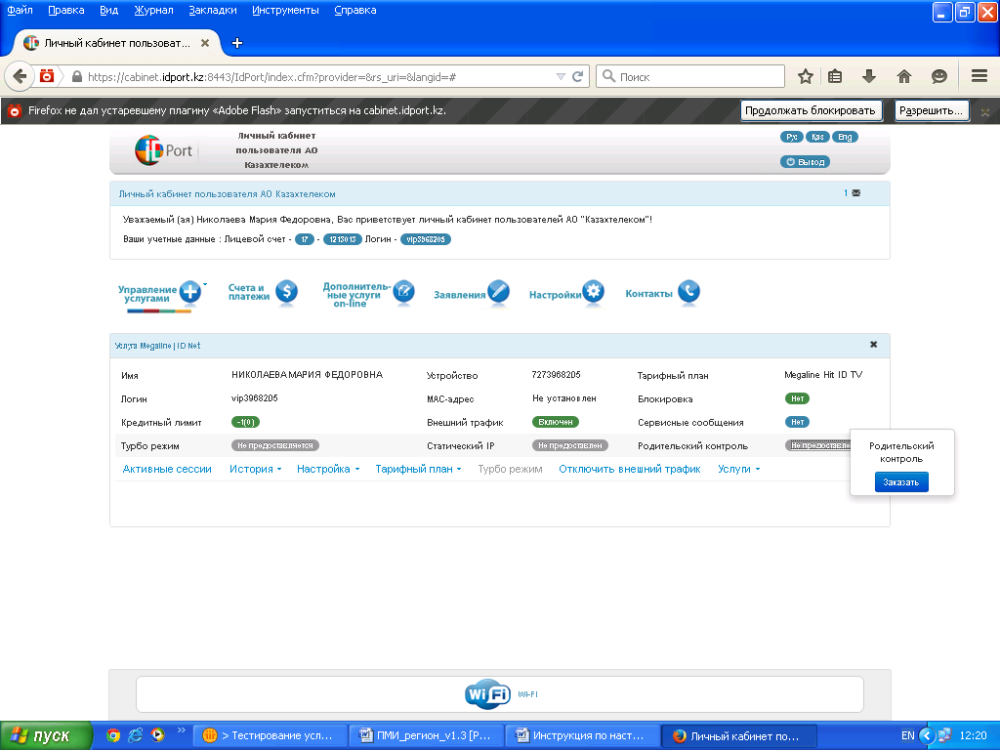 Файл Правка Вид Журнал Закладки Инструменты Справка
Личный кабинет пользоват...
https://cabinet.idport.kz:8443/IdPort/index.cfm?provider=&rs_uri=&langid=#
Поиск
Firefox не дал устаревшему плагину «Adobe Flash» запуститься на cabinet.idport.kz.
Продолжать блокировать
Разрешить...
iD Port
Личный кабинет
пользователя АО
Казахтелеком
Рус Қаз Eng
Выход
Личный кабинет пользователя АО Казахтелеком
1
Уважаемый (ая) Николаева Мария Федоровна, Вас приветствует личный кабинет пользователей АО "Казахтелеком"!
Ваши учетные данные : Лицевой счет - 17 - 1213013 Логин - vip3968205
Управление
услугами
Счета и
платежи
Дополнитель-
ные услуги
on-line
Заявления
Настройки
Контакты
Услуга Megaline | ID Net
Имя НИКОЛАЕВА МАРИЯ ФЕДОРОВНА Устройство 7273968205 Тарифный план Megaline Hit ID TV
Логин vip3968205 MAC-адрес Не установлен Блокировка Нет
Кредитный лимит -1(0) Внешний трафик Включен Сервисные сообщения Нет
Турбо режим Не предоставляется Статический IP Не предоставлен Родительский контроль Не предоставле
Родительский
контроль
Заказать
Активные сессии История Настройка Тарифный план Турбо режим Отключить внешний трафик Услуги
Wi Fi WI-FI
пуск
> Тестирование усл...
ПМИ_регион_v1.3 [Р...
Инструкция по наст...
Личный кабинет по...
EN
12:20